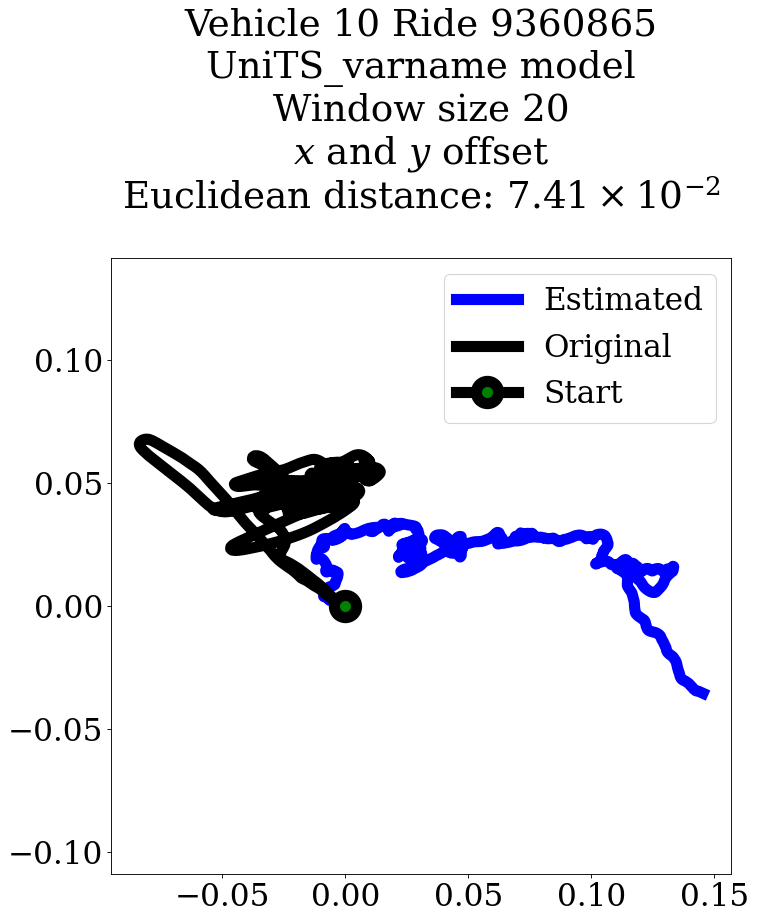 Vehicle 10 Ride 9360865
UniTS_varname model
Window size 20
x and y offset
Euclidean distance: 7.41 × 10⁻²
Estimated
Original
Start
0.10
0.05
0.00
−0.05
−0.10
−0.05 0.00 0.05 0.10 0.15